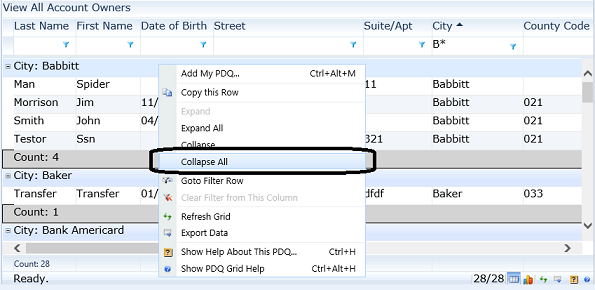 View All Account Owners
Last Name First Name Date of Birth Street Suite/Apt City County Code
B*
City: Babbitt
Man Spider 11 Babbitt
Morrison Jim 11/ Babbitt 021
Smith John 04/ Babbitt 021
Testor Ssn 321 Babbitt 021
Count: 4
City: Baker
Transfer Transfer 01/ dfdf Baker 033
Count: 1
City: Bank Americard
Add My PDQ... Ctrl+Alt+M
Copy this Row
Expand
Expand All
Collapse
Collapse All
Goto Filter Row
Clear Filter from This Column
Refresh Grid
Export Data
Show Help About This PDQ... Ctrl+H
Show PDQ Grid Help Ctrl+Alt+H
Count: 28
Ready. 28/28